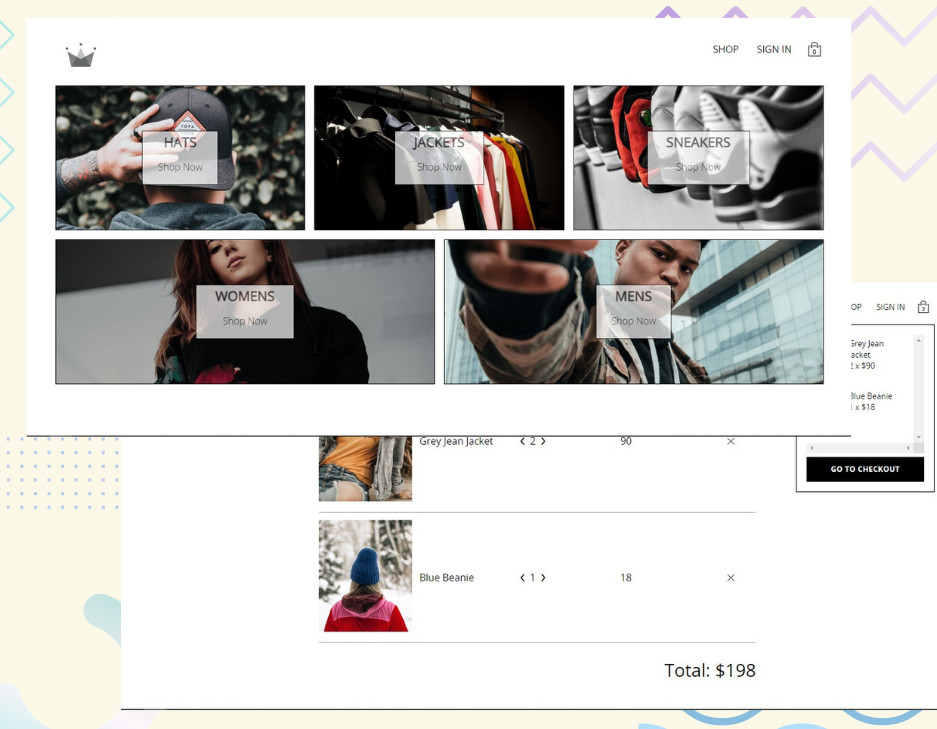 SHOP SIGN IN 0
HATS
Shop Now
JACKETS
Shop Now
SNEAKERS
Shop Now
WOMENS
Shop Now
MENS
Shop Now
OP SIGN IN 3
Grey Jean
acket
2 x $90
Blue Beanie
1 x $18
GO TO CHECKOUT
Grey Jean Jacket < 2 > 90 ×
Blue Beanie < 1 > 18 ×
Total: $198